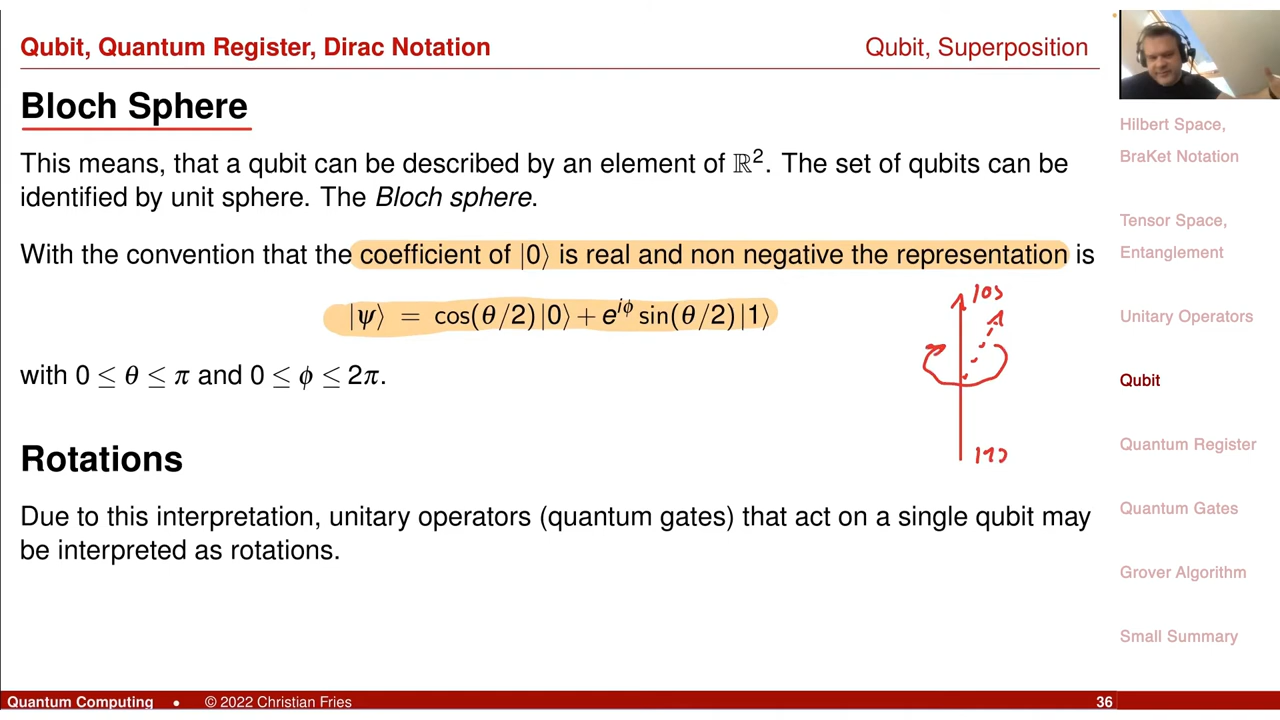 Qubit, Quantum Register, Dirac Notation
Qubit, Superposition
Bloch Sphere
This means, that a qubit can be described by an element of ℝ². The set of qubits can be
identified by unit sphere. The Bloch sphere.
With the convention that the coefficient of |0⟩ is real and non negative the representation is
|ψ⟩ = cos(θ/2)|0⟩ + e^{iϕ} sin(θ/2)|1⟩
with 0 ≤ θ ≤ π and 0 ≤ ϕ ≤ 2π.
|0⟩
|1⟩
Rotations
Due to this interpretation, unitary operators (quantum gates) that act on a single qubit may
be interpreted as rotations.
Hilbert Space,
BraKet Notation
Tensor Space,
Entanglement
Unitary Operators
Qubit
Quantum Register
Quantum Gates
Grover Algorithm
Small Summary
Quantum Computing • © 2022 Christian Fries
36